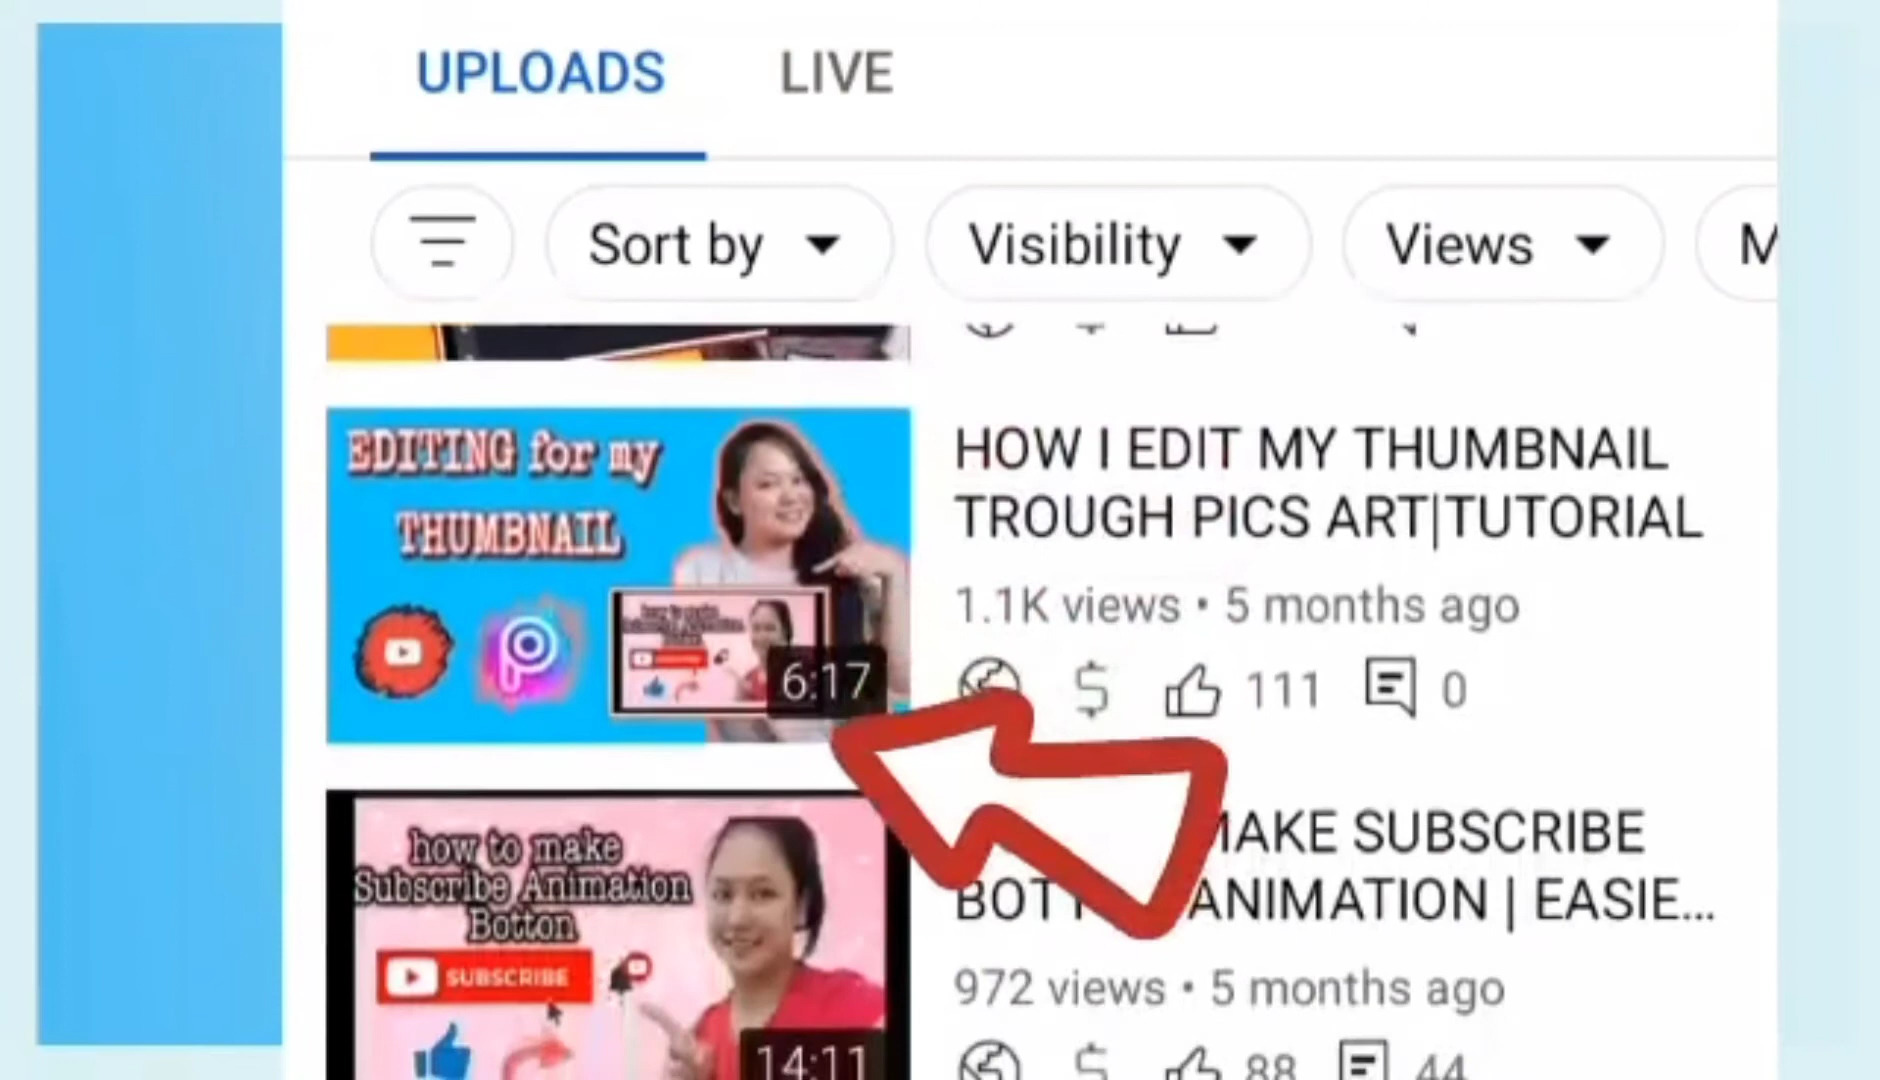 UPLOADS LIVE
Sort by Visibility Views M
EDITING for my
THUMBNAIL
6:17
HOW I EDIT MY THUMBNAIL
TROUGH PICS ART|TUTORIAL
1.1K views • 5 months ago
111 0
how to make
Subscribe Animation
Botton
SUBSCRIBE
14:11
MAKE SUBSCRIBE
ANIMATION | EASIE...
972 views • 5 months ago
88 44